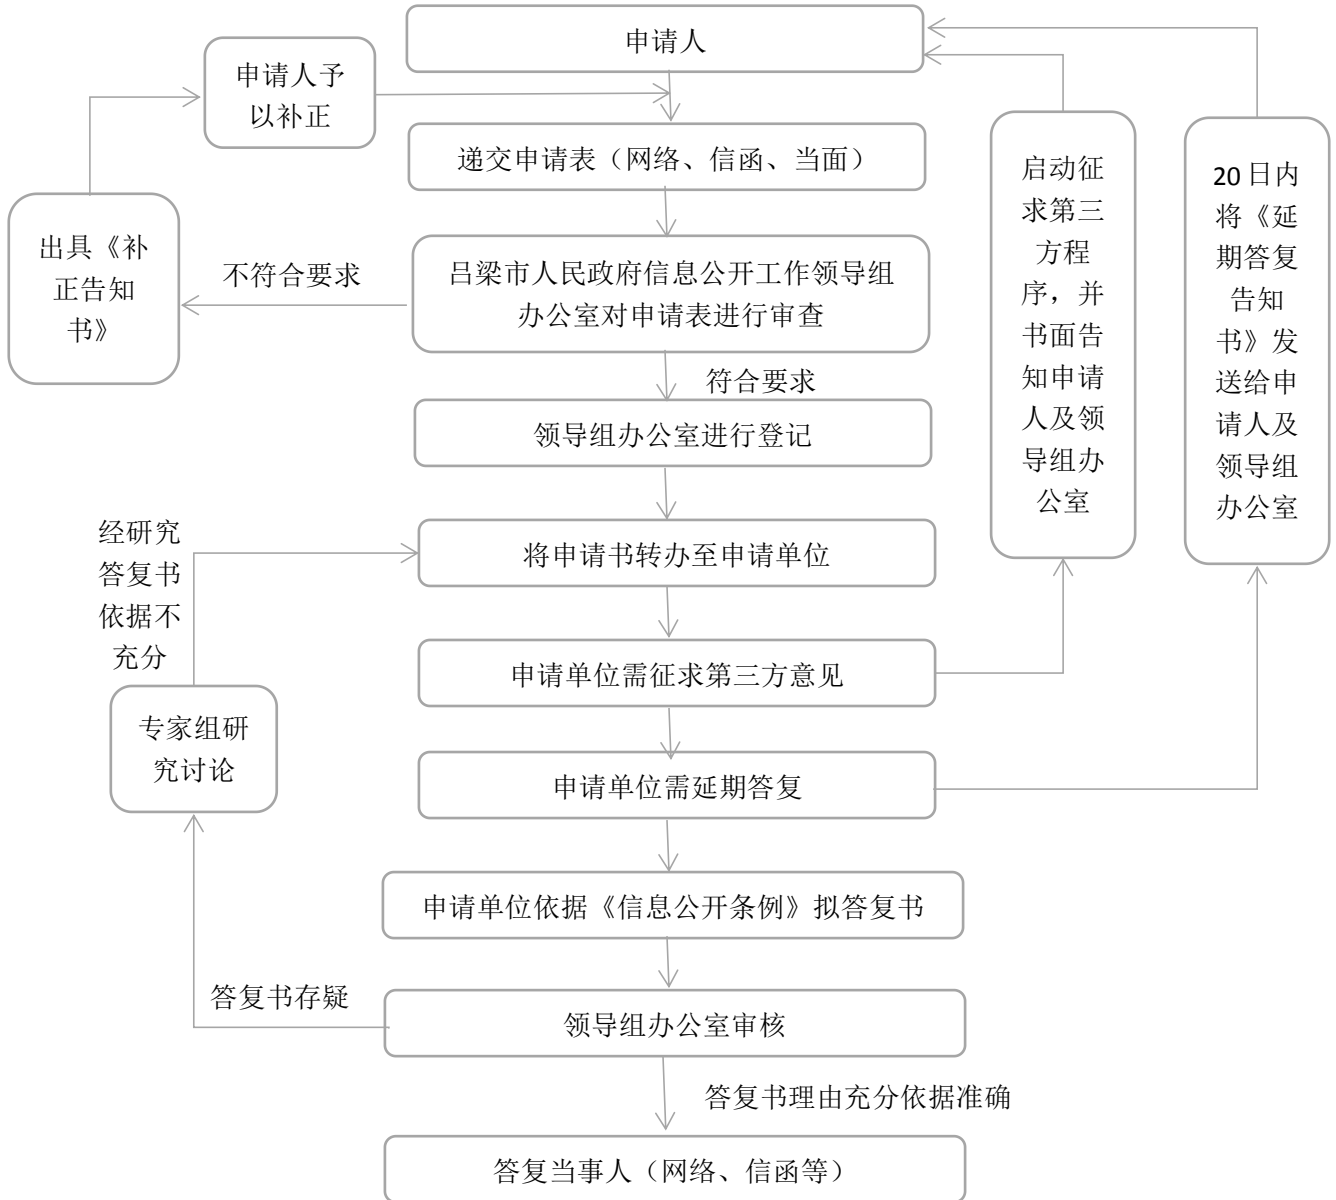 申请人
申请人予
以补正
递交申请表（网络、信函、当面）
启动征
求第三
方程
序，并
书面告
知申请
人及领
导组办
公室
20日内
将《延
期答复
告知
书》发
送给申
请人及
领导组
办公室
出具《补
正告知
书》
不符合要求
吕梁市人民政府信息公开工作领导组
办公室对申请表进行审查
符合要求
领导组办公室进行登记
经研究
答复书
依据不
充分
将申请书转办至申请单位
申请单位需征求第三方意见
专家组研
究讨论
申请单位需延期答复
申请单位依据《信息公开条例》拟答复书
答复书存疑
领导组办公室审核
答复书理由充分依据准确
答复当事人（网络、信函等）